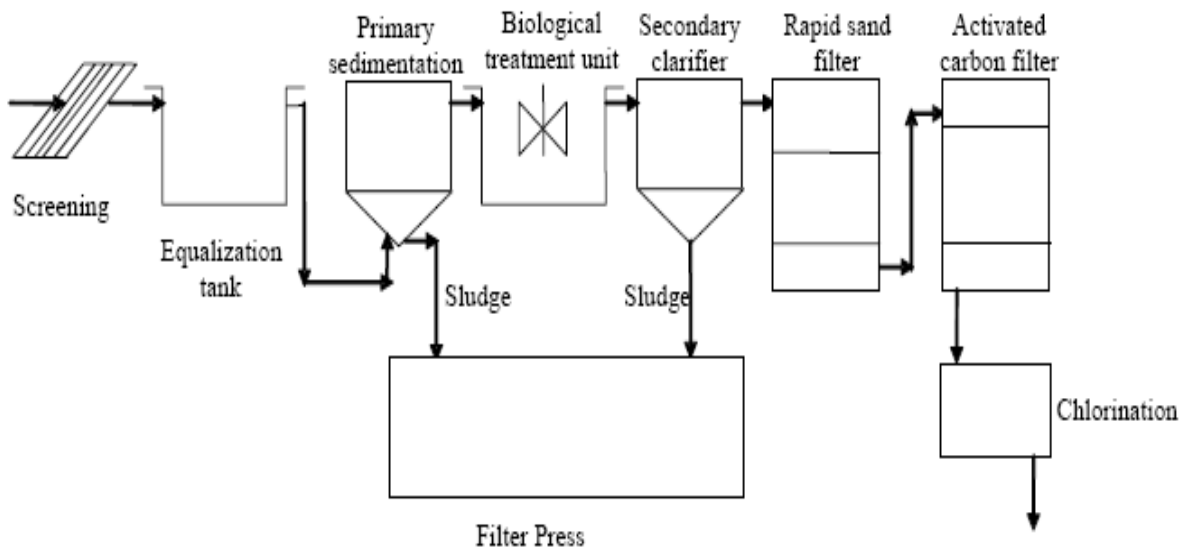 Primary
sedimentation
Biological
treatment unit
Secondary
clarifier
Rapid sand
filter
Activated
carbon filter
Screening
Equalization
tank
Sludge
Sludge
Chlorination
Filter Press